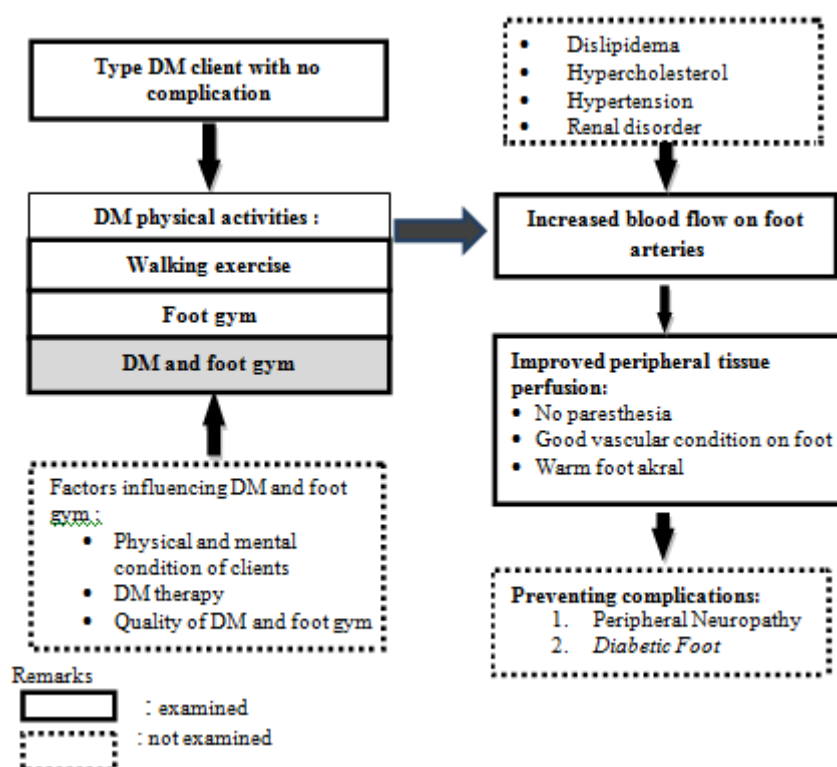 Type DM client with no
complication
DM physical activities :
Walking exercise
Foot gym
DM and foot gym
Factors influencing DM and foot
gym ;
• Physical and mental
condition of clients
• DM therapy
• Quality of DM and foot gym
• Dislipidema
• Hypercholesterol
• Hypertension
• Renal disorder
Increased blood flow on foot
arteries
Improved peripheral tissue
perfusion:
• No paresthesia
• Good vascular condition on foot
• Warm foot akral
Preventing complications:
1. Peripheral Neuropathy
2. Diabetic Foot
Remarks
: examined
: not examined